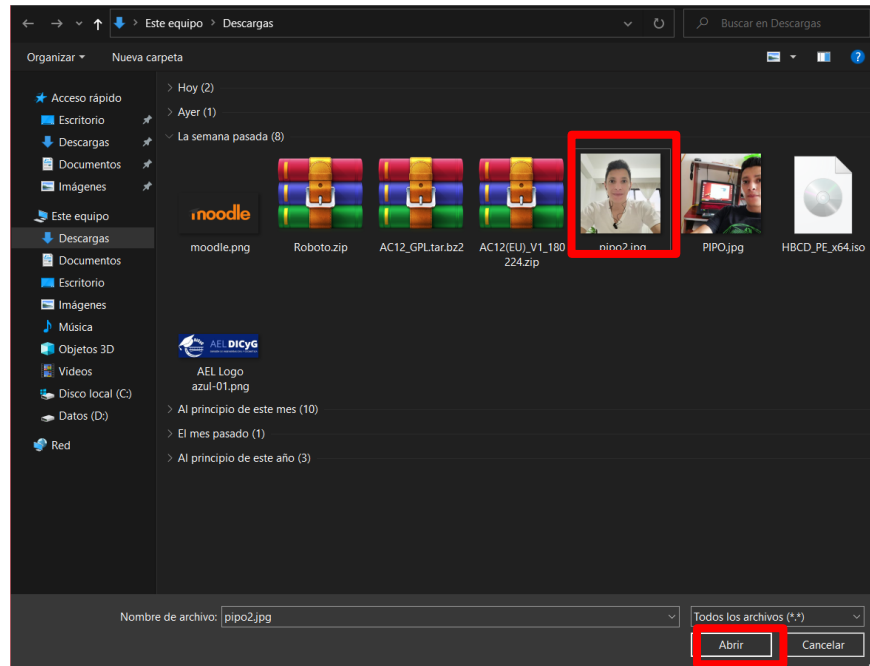 Este equipo > Descargas
Buscar en Descargas
Organizar
Nueva carpeta
?
Acceso rápido
Escritorio
Descargas
Documentos
Imágenes
Este equipo
Descargas
Documentos
Escritorio
Imágenes
Música
Objetos 3D
Videos
Disco local (C:)
Datos (D:)
Red
Hoy (2)
Ayer (1)
La semana pasada (8)
moodle
moodle.png
Roboto.zip
AC12_GPL.tar.bz2
AC12(EU)_V1_180
224.zip
pipo2.jpg
PIPO.jpg
HBCD_PE_x64.iso
AEL DICyG
AEL Logo
azul-01.png
Al principio de este mes (10)
El mes pasado (1)
Al principio de este año (3)
Nombre de archivo: pipo2.jpg
Todos los archivos (*.*)
Abrir
Cancelar